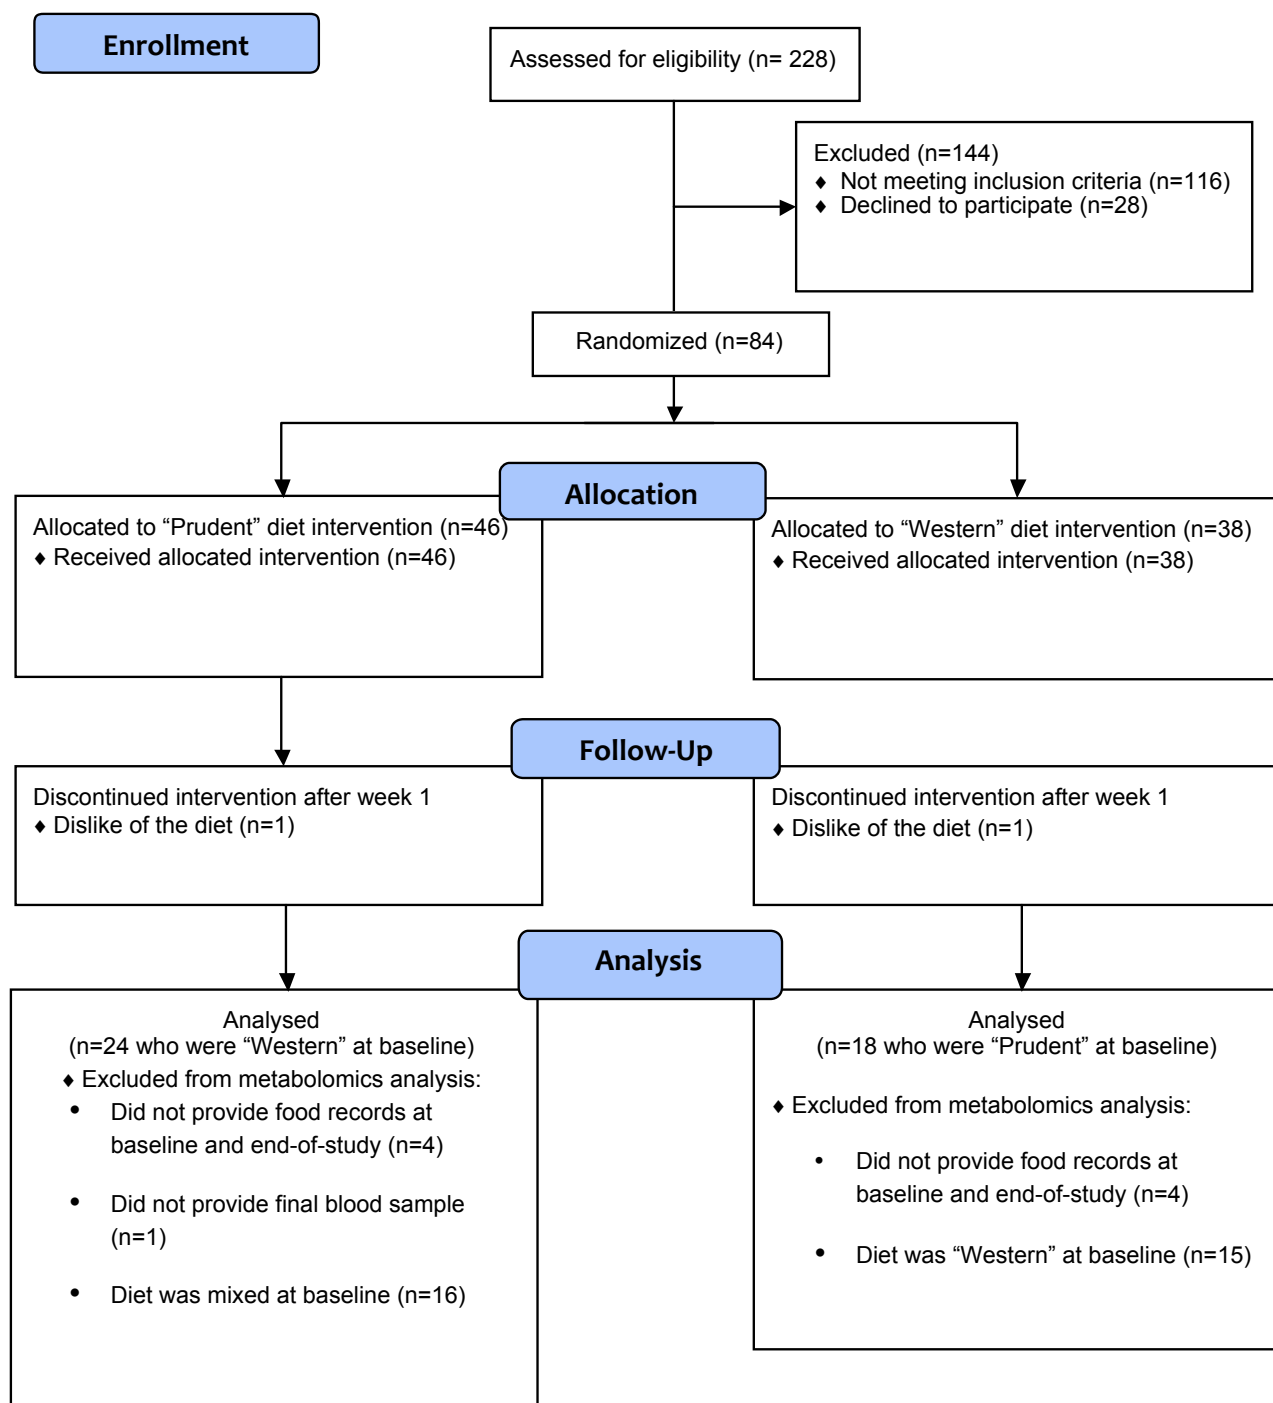 Enrollment
Assessed for eligibility (n= 228)
Excluded (n=144)
♦ Not meeting inclusion criteria (n=116)
♦ Declined to participate (n=28)
Randomized (n=84)
Allocation
Allocated to “Prudent” diet intervention (n=46)
♦ Received allocated intervention (n=46)
Allocated to “Western” diet intervention (n=38)
♦ Received allocated intervention (n=38)
Follow-Up
Discontinued intervention after week 1
♦ Dislike of the diet (n=1)
Discontinued intervention after week 1
♦ Dislike of the diet (n=1)
Analysis
Analysed
(n=24 who were “Western” at baseline)
♦ Excluded from metabolomics analysis:
• Did not provide food records at
baseline and end-of-study (n=4)
• Did not provide final blood sample
(n=1)
• Diet was mixed at baseline (n=16)
Analysed
(n=18 who were “Prudent” at baseline)
♦ Excluded from metabolomics analysis:
• Did not provide food records at
baseline and end-of-study (n=4)
• Diet was “Western” at baseline (n=15)